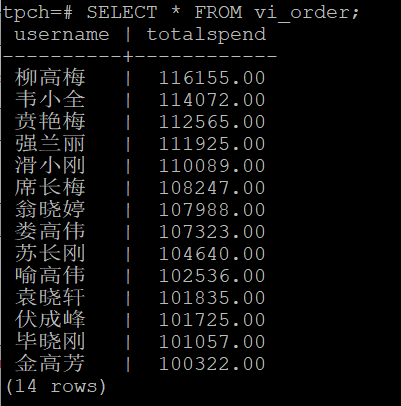 tpch=# SELECT * FROM vi_order;
 username | totalspend
----------+------------
 柳高梅   |  116155.00
 韦小全   |  114072.00
 贲艳梅   |  112565.00
 强兰丽   |  111925.00
 滑小刚   |  110089.00
 席长梅   |  108247.00
 翁晓婷   |  107988.00
 娄高伟   |  107323.00
 苏长刚   |  104640.00
 喻高伟   |  102536.00
 袁晓轩   |  101835.00
 伏成峰   |  101725.00
 毕晓刚   |  101057.00
 金高芳   |  100322.00
(14 rows)